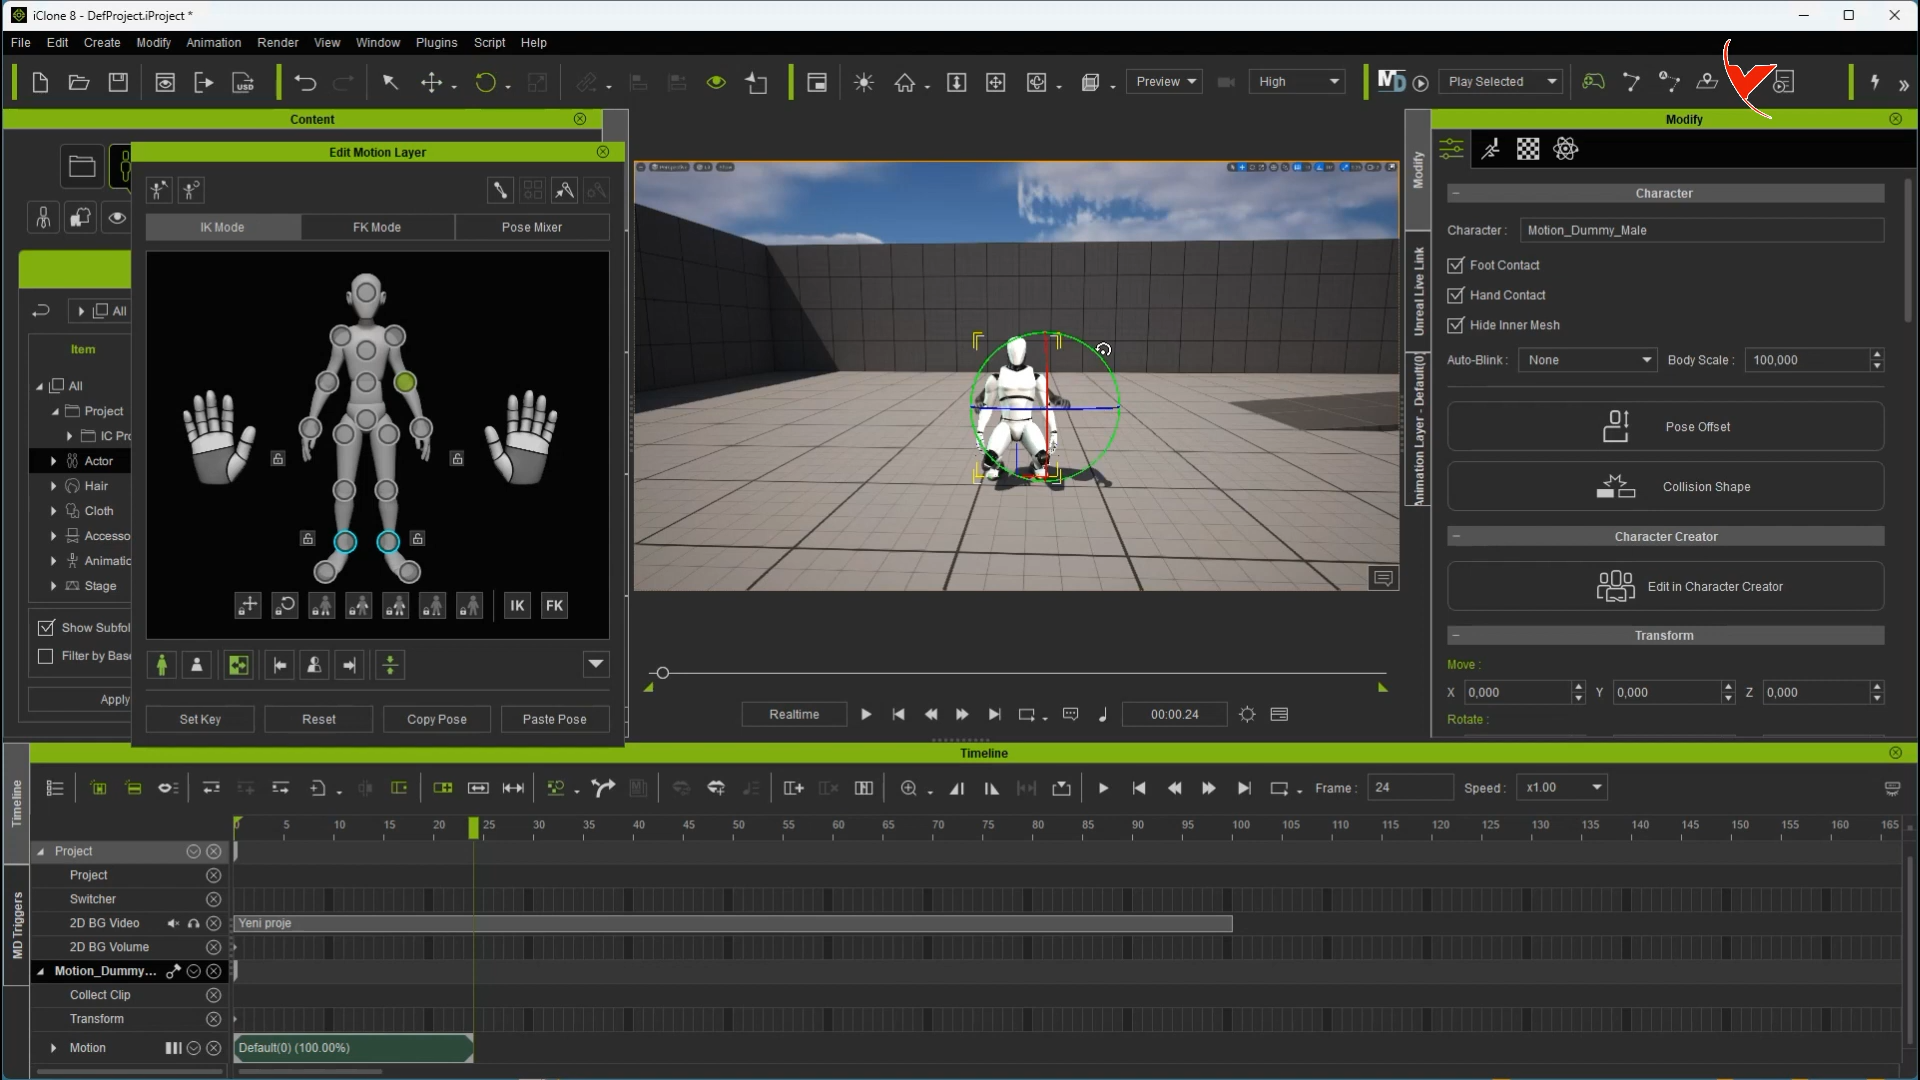 iClone 8 - DefProject.iProject *
File Edit Create Modify Animation Render View Window Plugins Script Help
USD
Preview
High
MD
Play Selected
Content
Modify
Edit Motion Layer
IK Mode FK Mode Pose Mixer
All
Item
All
Project
IC Pro
Actor
Hair
Cloth
Accesso
Animatio
Stage
Show Subfol
Filter by Base
Apply
IK FK
Set Key Reset Copy Pose Paste Pose
Realtime
00:00.24
Modify
Unreal Live Link
Animation Layer - Default(0)
Character
Character : Motion_Dummy_Male
Foot Contact
Hand Contact
Hide Inner Mesh
Auto-Blink : None Body Scale : 100,000
Pose Offset
Collision Shape
Character Creator
Edit in Character Creator
Transform
Move :
X 0,000 Y 0,000 Z 0,000
Rotate :
Timeline
Timeline
MD Triggers
Frame : 24 Speed : x1.00
0 5 10 15 20 25 30 35 40 45 50 55 60 65 70 75 80 85 90 95 100 105 110 115 120 125 130 135 140 145 150 155 160 165
Project
Project
Switcher
2D BG Video Yeni proje
2D BG Volume
Motion_Dummy...
Collect Clip
Transform
Motion Default(0) (100.00%)